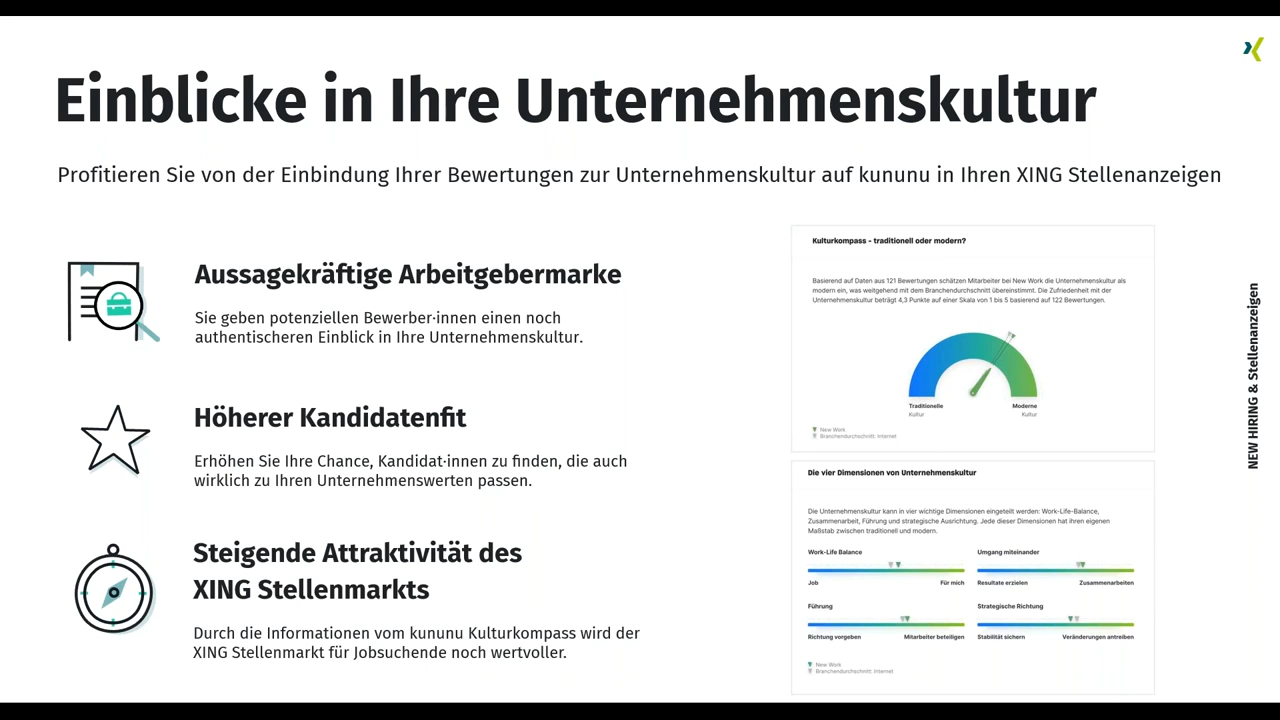 Einblicke in Ihre Unternehmenskultur
Profitieren Sie von der Einbindung Ihrer Bewertungen zur Unternehmenskultur auf kununu in Ihren XING Stellenanzeigen
Aussagekräftige Arbeitgebermarke
Sie geben potenziellen Bewerber·innen einen noch
authentischeren Einblick in Ihre Unternehmenskultur.
Höherer Kandidatenfit
Erhöhen Sie Ihre Chance, Kandidat·innen zu finden, die auch
wirklich zu Ihren Unternehmenswerten passen.
Steigende Attraktivität des
XING Stellenmarkts
Durch die Informationen vom kununu Kulturkompass wird der
XING Stellenmarkt für Jobsuchende noch wertvoller.
Kulturkompass - traditionell oder modern?
Basierend auf Daten aus 121 Bewertungen schätzen Mitarbeiter bei New Work die Unternehmenskultur als
modern ein, was weitgehend mit dem Branchendurchschnitt übereinstimmt. Die Zufriedenheit mit der
Unternehmenskultur beträgt 4,3 Punkte auf einer Skala von 1 bis 5 basierend auf 122 Bewertungen.
Traditionelle Moderne
Kultur Kultur
New Work
Branchendurchschnitt: Internet
Die vier Dimensionen von Unternehmenskultur
Die Unternehmenskultur kann in vier wichtige Dimensionen eingeteilt werden: Work-Life-Balance,
Zusammenarbeit, Führung und strategische Ausrichtung. Jede dieser Dimensionen hat ihren eigenen
Maßstab zwischen traditionell und modern.
Work-Life Balance Umgang miteinander
Job Für mich Resultate erzielen Zusammenarbeiten
Führung Strategische Richtung
Richtung vorgeben Mitarbeiter beteiligen Stabilität sichern Veränderungen antreiben
New Work
Branchendurchschnitt: Internet
NEW HIRING & Stellenanzeigen